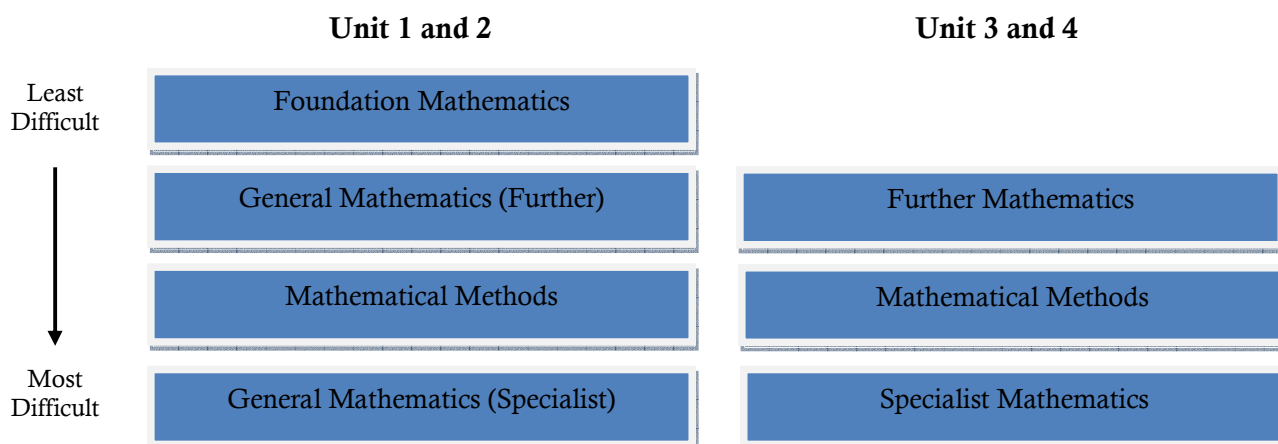 Unit 1 and 2
Unit 3 and 4
Least
Difficult
Foundation Mathematics
General Mathematics (Further)
Further Mathematics
Mathematical Methods
Mathematical Methods
Most
Difficult
General Mathematics (Specialist)
Specialist Mathematics